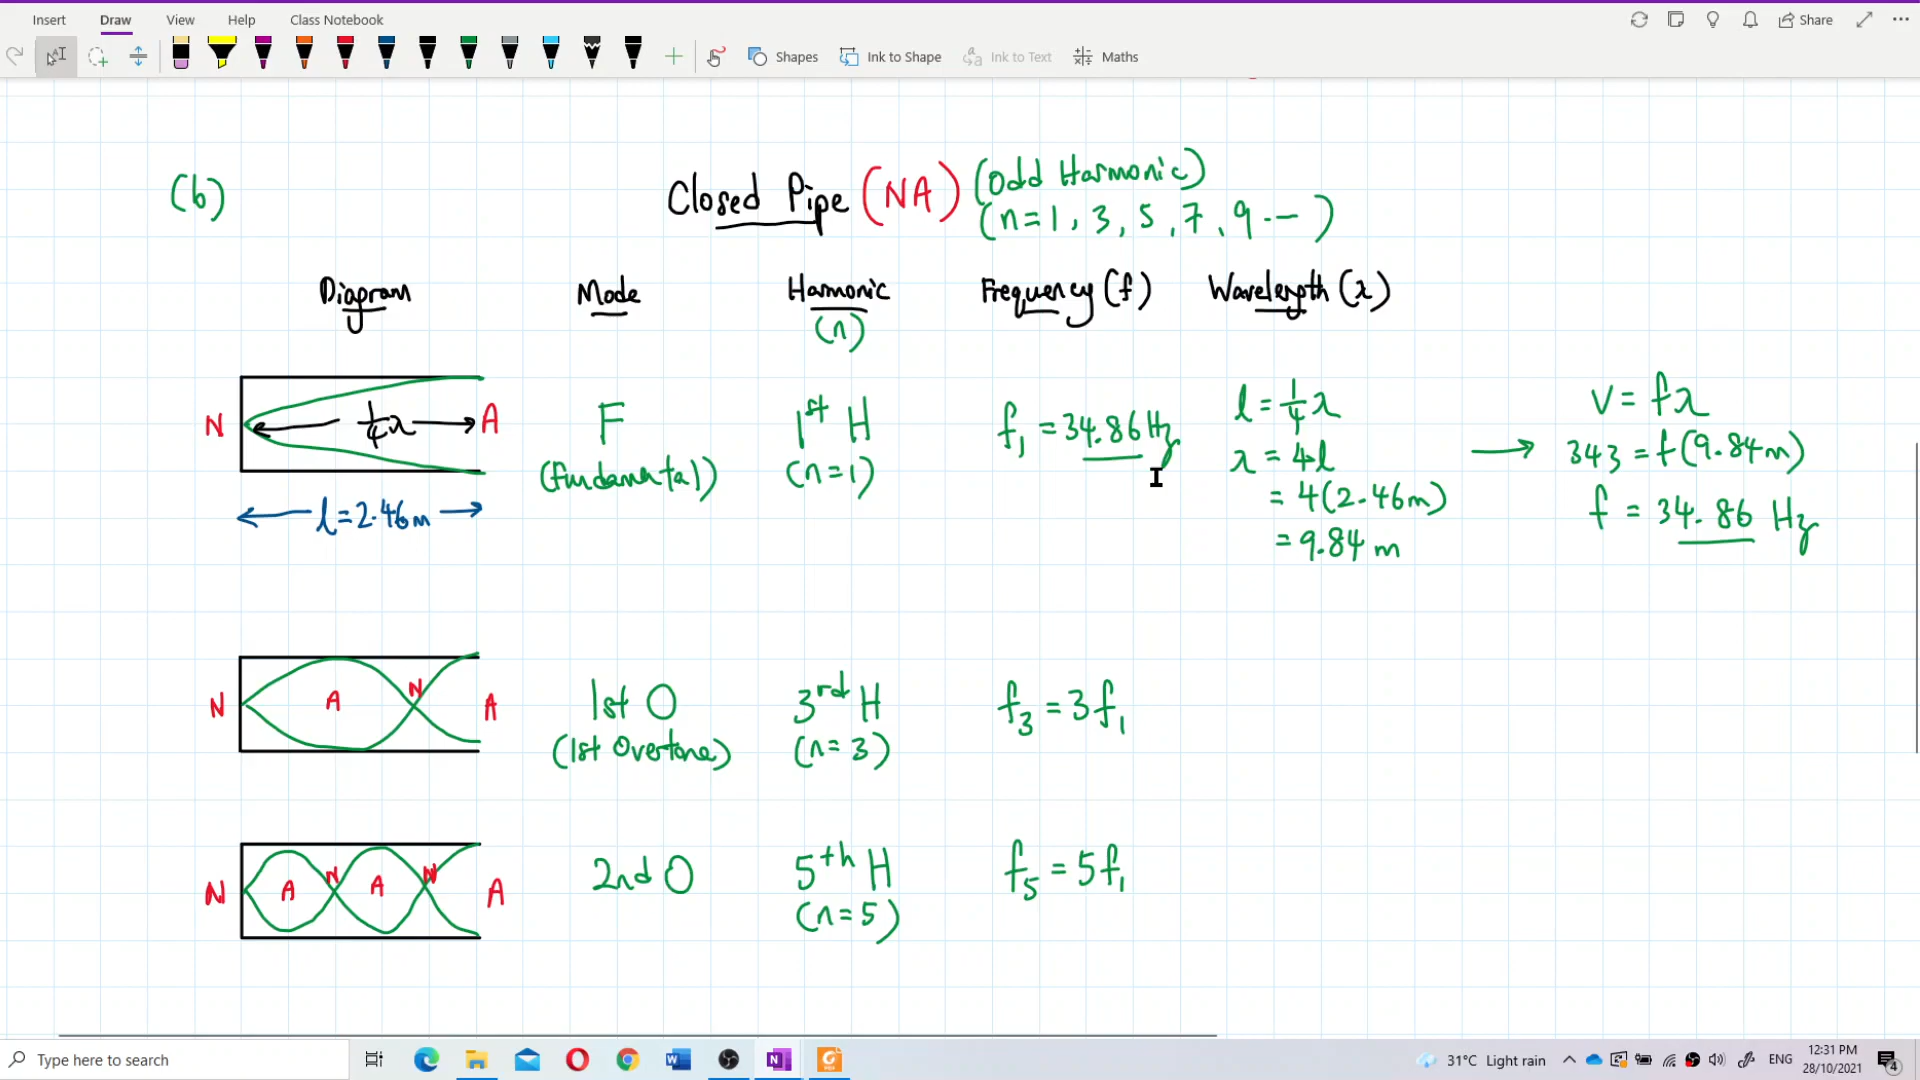 Insert Draw View Help Class Notebook Share
Shapes Ink to Shape Ink to Text Maths
(b)
Closed Pipe (NA) (Odd Harmonic)
(n=1, 3, 5, 7, 9 ·-- )
Diagram Mode Harmonic Frequency (f) Wavelength (λ)
(n)
N 1/4 λ A F 1st H f1 = 34.86 Hz l = 1/4 λ v = fλ
(Fundamental) (n=1) λ = 4l → 343 = f(9.84m)
l = 2.46m = 4(2.46m) f = 34.86 Hz
= 9.84 m
N A N A 1st O 3rd H f3 = 3f1
(1st Overtone) (n=3)
N A N A N A 2nd O 5th H f5 = 5f1
(n=5)
Type here to search 31°C Light rain ENG 12:31 PM
28/10/2021 4